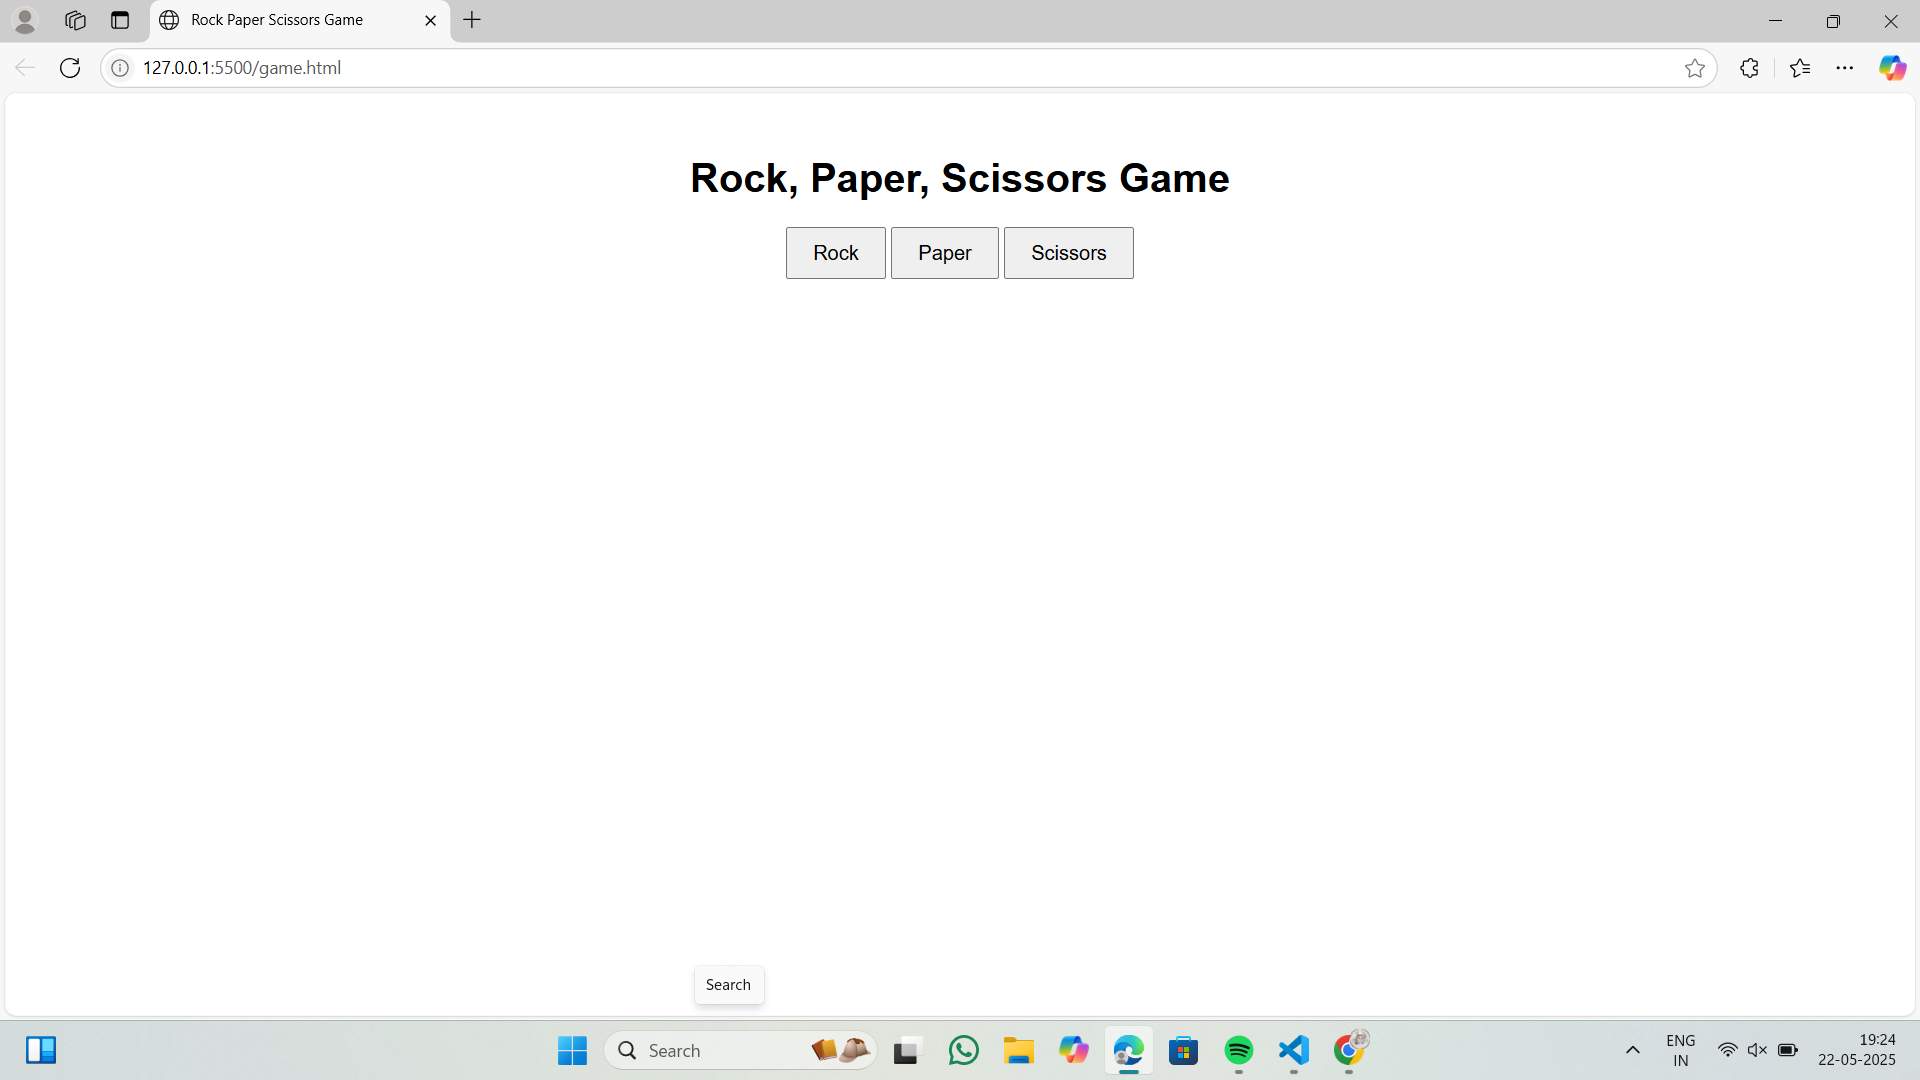 Rock Paper Scissors Game
127.0.0.1:5500/game.html
Rock, Paper, Scissors Game
Rock
Paper
Scissors
Search
Search
ENG
IN
19:24
22-05-2025